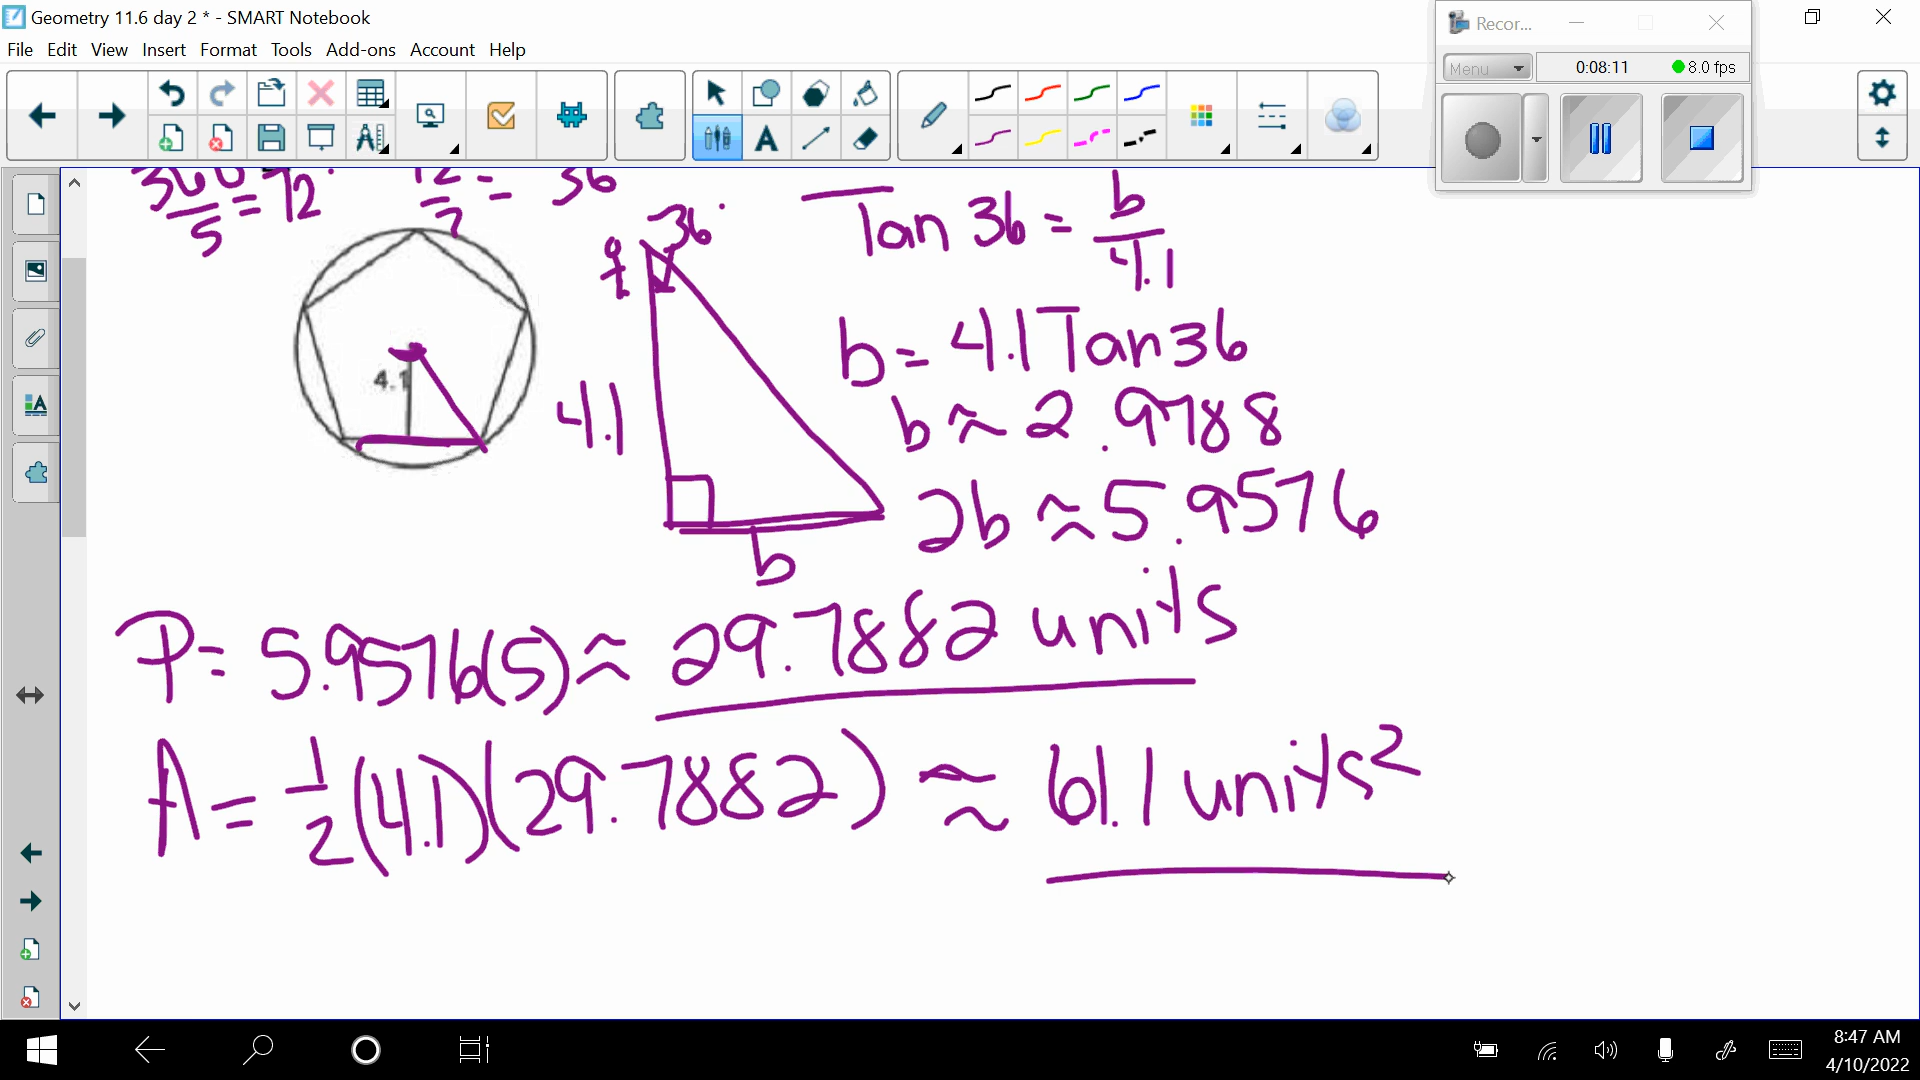 Geometry 11.6 day 2 * - SMART Notebook
File Edit View Insert Format Tools Add-ons Account Help
Recor...
Menu 0:08:11 8.0 fps
360/5 = 72° 72/2 = 36
36°
Tan 36 = b/4.1
4.1
4.1
b
b = 4.1 Tan 36
b ≈ 2.9788
2b ≈ 5.9576
P = 5.9576(5) ≈ 29.7882 units
A = 1/2 (4.1)(29.7882) ≈ 61.1 units²
8:47 AM
4/10/2022